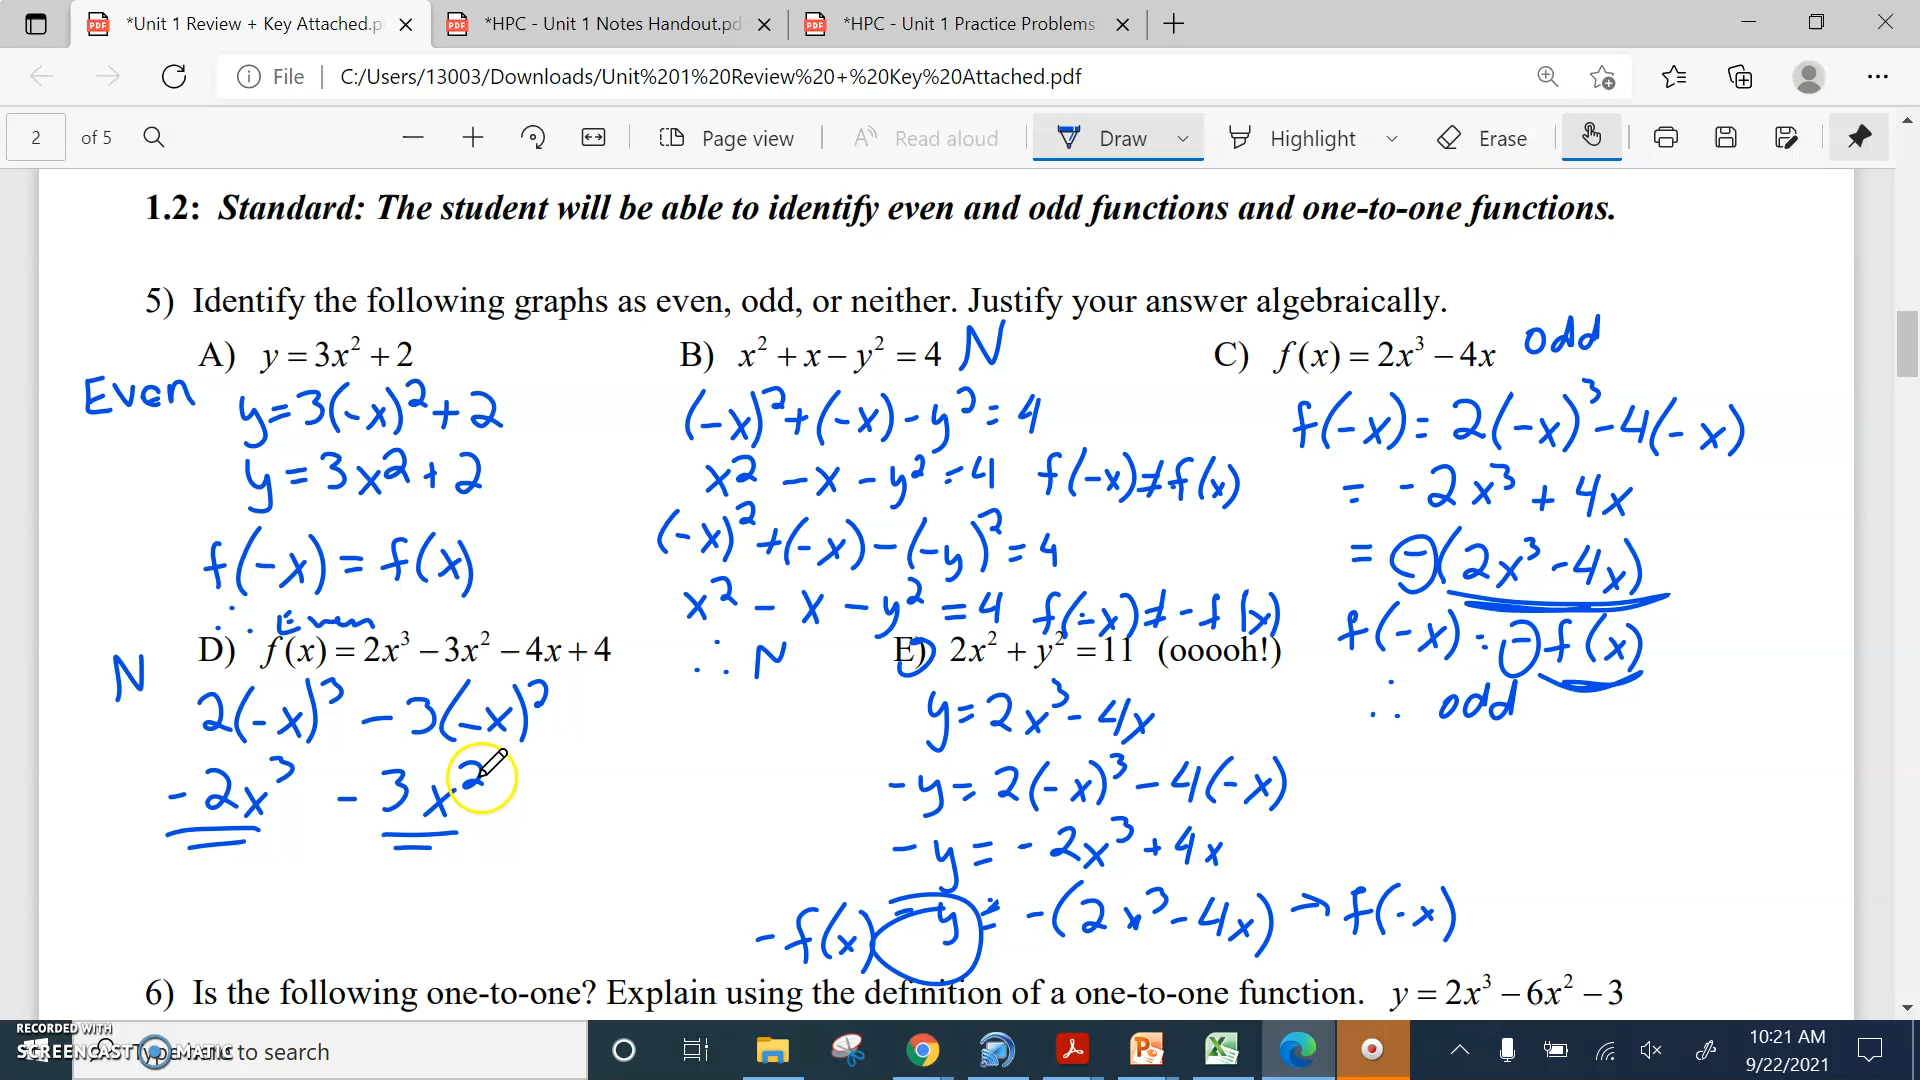 *Unit 1 Review + Key Attached.p
*HPC - Unit 1 Notes Handout.pd
*HPC - Unit 1 Practice Problems
File
C:/Users/13003/Downloads/Unit%201%20Review%20+%20Key%20Attached.pdf
2 of 5
Page view
Read aloud
Draw
Highlight
Erase
1.2: Standard: The student will be able to identify even and odd functions and one-to-one functions.
5) Identify the following graphs as even, odd, or neither. Justify your answer algebraically.
A) y = 3x² + 2
Even
y = 3(-x)² + 2
y = 3x² + 2
f(-x) = f(x)
∴ Even
B) x² + x − y² = 4 N
(-x)² + (-x) - y² = 4
x² - x - y² = 4 f(-x) ≠ f(x)
(-x)² + (-x) - (-y)² = 4
x² - x - y² = 4 f(-x) ≠ -f(x)
∴ N
C) f(x) = 2x³ − 4x odd
f(-x) = 2(-x)³ - 4(-x)
= -2x³ + 4x
= -(2x³ - 4x)
f(-x) = -f(x)
∴ odd
D) f(x) = 2x³ − 3x² − 4x + 4
N
2(-x)³ - 3(-x)²
-2x³ - 3x²
E) 2x² + y² = 11 (ooooh!)
y = 2x³ - 4x
-y = 2(-x)³ - 4(-x)
-y = -2x³ + 4x
-f(x) -y = -(2x³ - 4x) → f(-x)
6) Is the following one-to-one? Explain using the definition of a one-to-one function. y = 2x³ − 6x² − 3
RECORDED WITH
SCREENCAST MATIC
to search
10:21 AM
9/22/2021